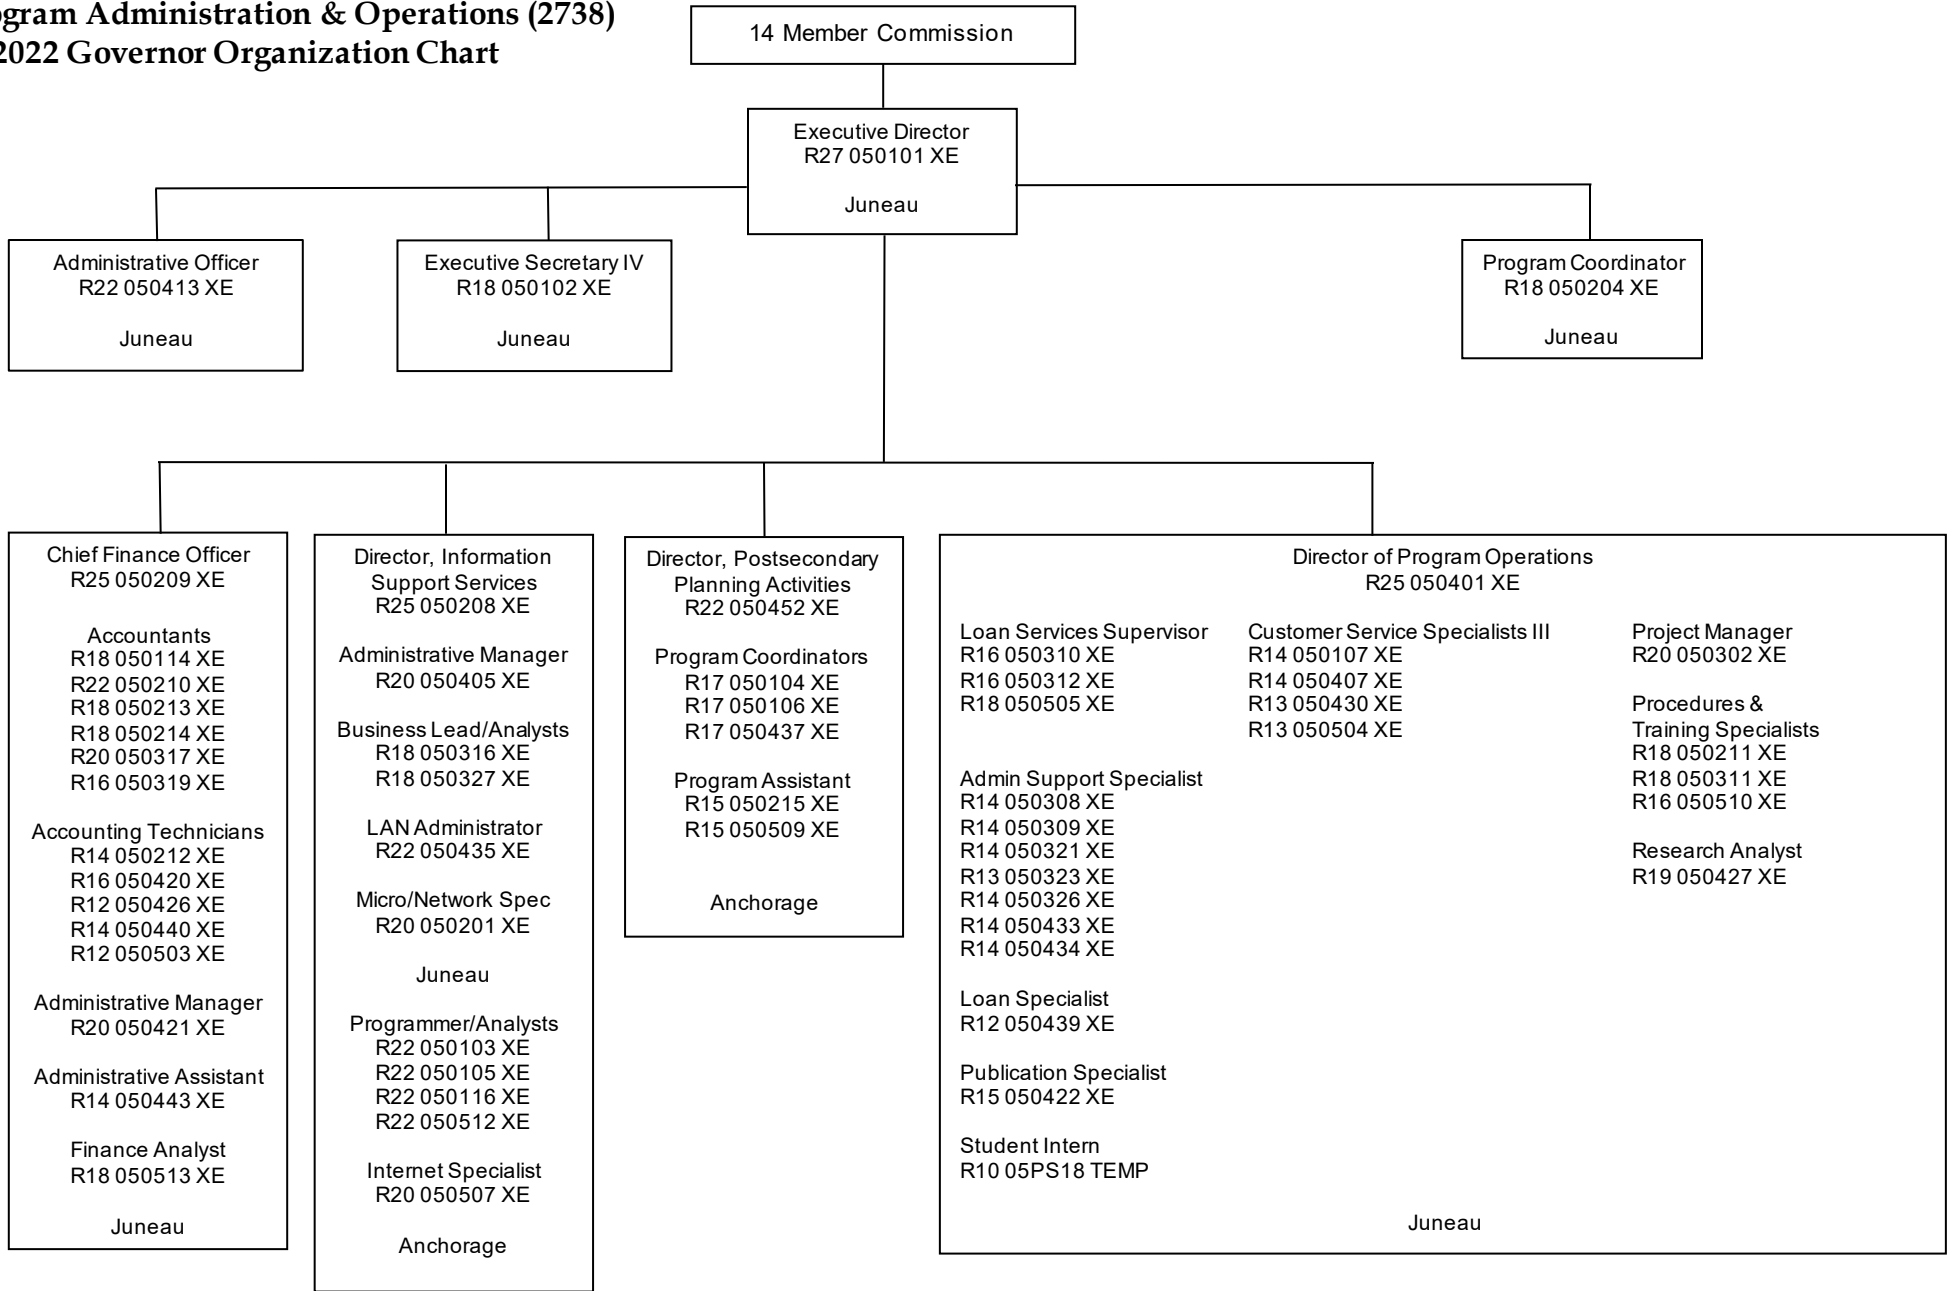 Administration & Operations (2738)
2022 Governor Organization Chart
14 Member Commission
Executive Director
R27 050101 XE
Juneau
Administrative Officer
R22 050413 XE
Juneau
Executive Secretary IV
R18 050102 XE
Juneau
Program Coordinator
R18 050204 XE
Juneau
Chief Finance Officer
R25 050209 XE
Accountants
R18 050114 XE
R22 050210 XE
R18 050213 XE
R18 050214 XE
R20 050317 XE
R16 050319 XE
Accounting Technicians
R14 050212 XE
R16 050420 XE
R12 050426 XE
R14 050440 XE
R12 050503 XE
Administrative Manager
R20 050421 XE
Administrative Assistant
R14 050443 XE
Finance Analyst
R18 050513 XE
Juneau
Director, Information
Support Services
R25 050208 XE
Administrative Manager
R20 050405 XE
Business Lead/Analysts
R18 050316 XE
R18 050327 XE
LAN Administrator
R22 050435 XE
Micro/Network Spec
R20 050201 XE
Juneau
Programmer/Analysts
R22 050103 XE
R22 050105 XE
R22 050116 XE
R22 050512 XE
Internet Specialist
R20 050507 XE
Anchorage
Director, Postsecondary
Planning Activities
R22 050452 XE
Program Coordinators
R17 050104 XE
R17 050106 XE
R17 050437 XE
Program Assistant
R15 050215 XE
R15 050509 XE
Anchorage
Director of Program Operations
R25 050401 XE
Loan Services Supervisor
R16 050310 XE
R16 050312 XE
R18 050505 XE
Admin Support Specialist
R14 050308 XE
R14 050309 XE
R14 050321 XE
R13 050323 XE
R14 050326 XE
R14 050433 XE
R14 050434 XE
Loan Specialist
R12 050439 XE
Publication Specialist
R15 050422 XE
Student Intern
R10 05PS18 TEMP
Customer Service Specialists III
R14 050107 XE
R14 050407 XE
R13 050430 XE
R13 050504 XE
Project Manager
R20 050302 XE
Procedures &
Training Specialists
R18 050211 XE
R18 050311 XE
R16 050510 XE
Research Analyst
R19 050427 XE
Juneau